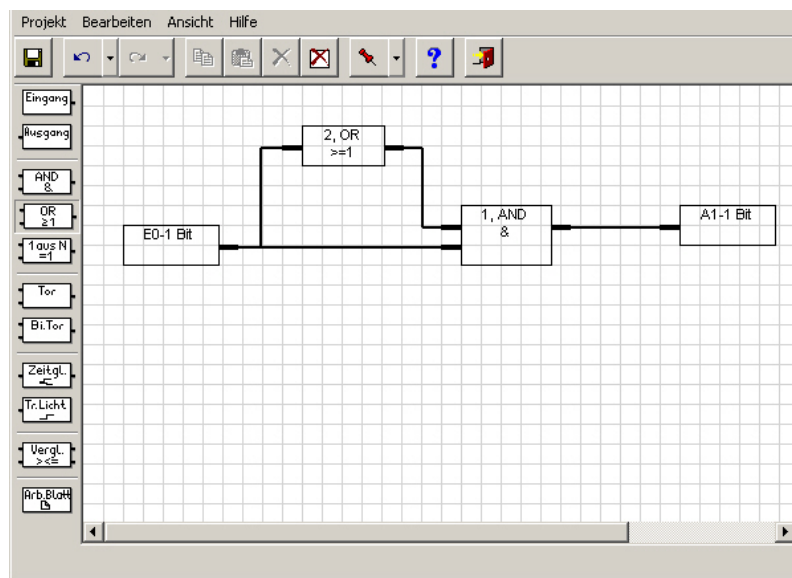 Projekt Bearbeiten Ansicht Hilfe
?
Eingang
Ausgang
AND
&
OR
≥1
1 aus N
=1
Tor
Bi.Tor
Zeitgl.
Tr.Licht
Vergl.
><=
Arb.Blatt
2, OR
>=1
E0-1 Bit
1, AND
&
A1-1 Bit